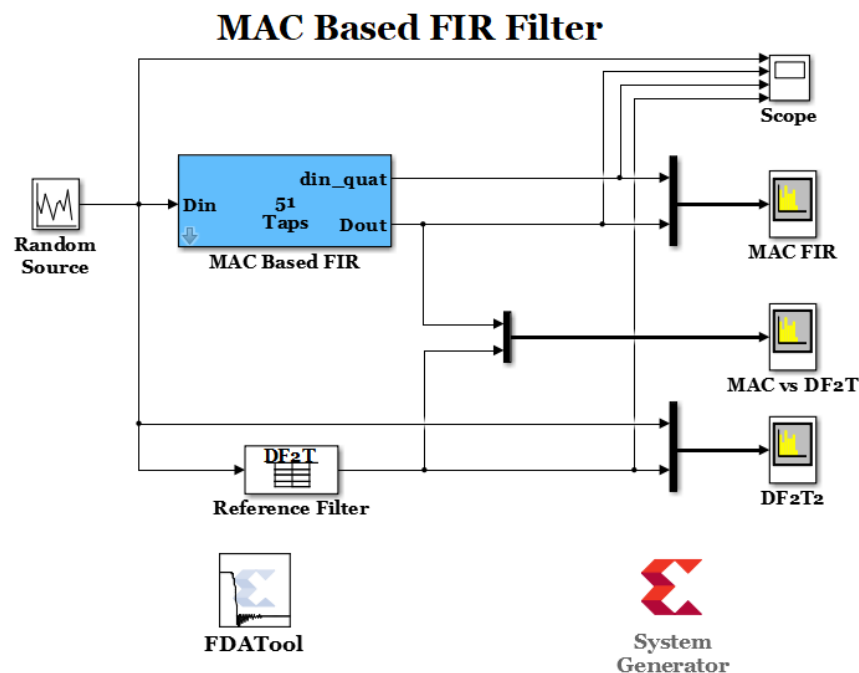 MAC Based FIR Filter
Scope
Din
51
Taps
din_quat
Dout
MAC Based FIR
Random
Source
MAC FIR
MAC vs DF2T
DF2T
Reference Filter
DF2T2
FDATool
System
Generator